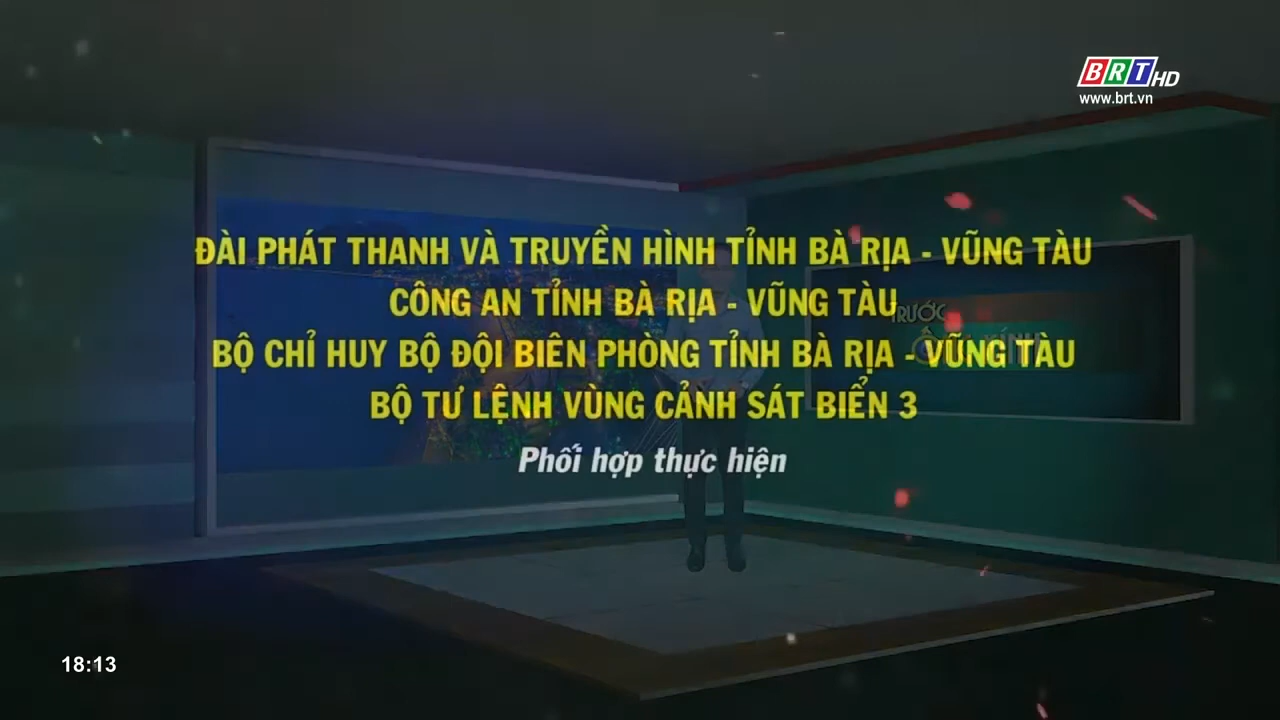 BRT HD
www.brt.vn
ĐÀI PHÁT THANH VÀ TRUYỀN HÌNH TỈNH BÀ RỊA - VŨNG TÀU
CÔNG AN TỈNH BÀ RỊA - VŨNG TÀU
TRƯỚC
BỘ CHỈ HUY BỘ ĐỘI BIÊN PHÒNG TỈNH BÀ RỊA - VŨNG TÀU
BỘ TƯ LỆNH VÙNG CẢNH SÁT BIỂN 3
Phối hợp thực hiện
18:13